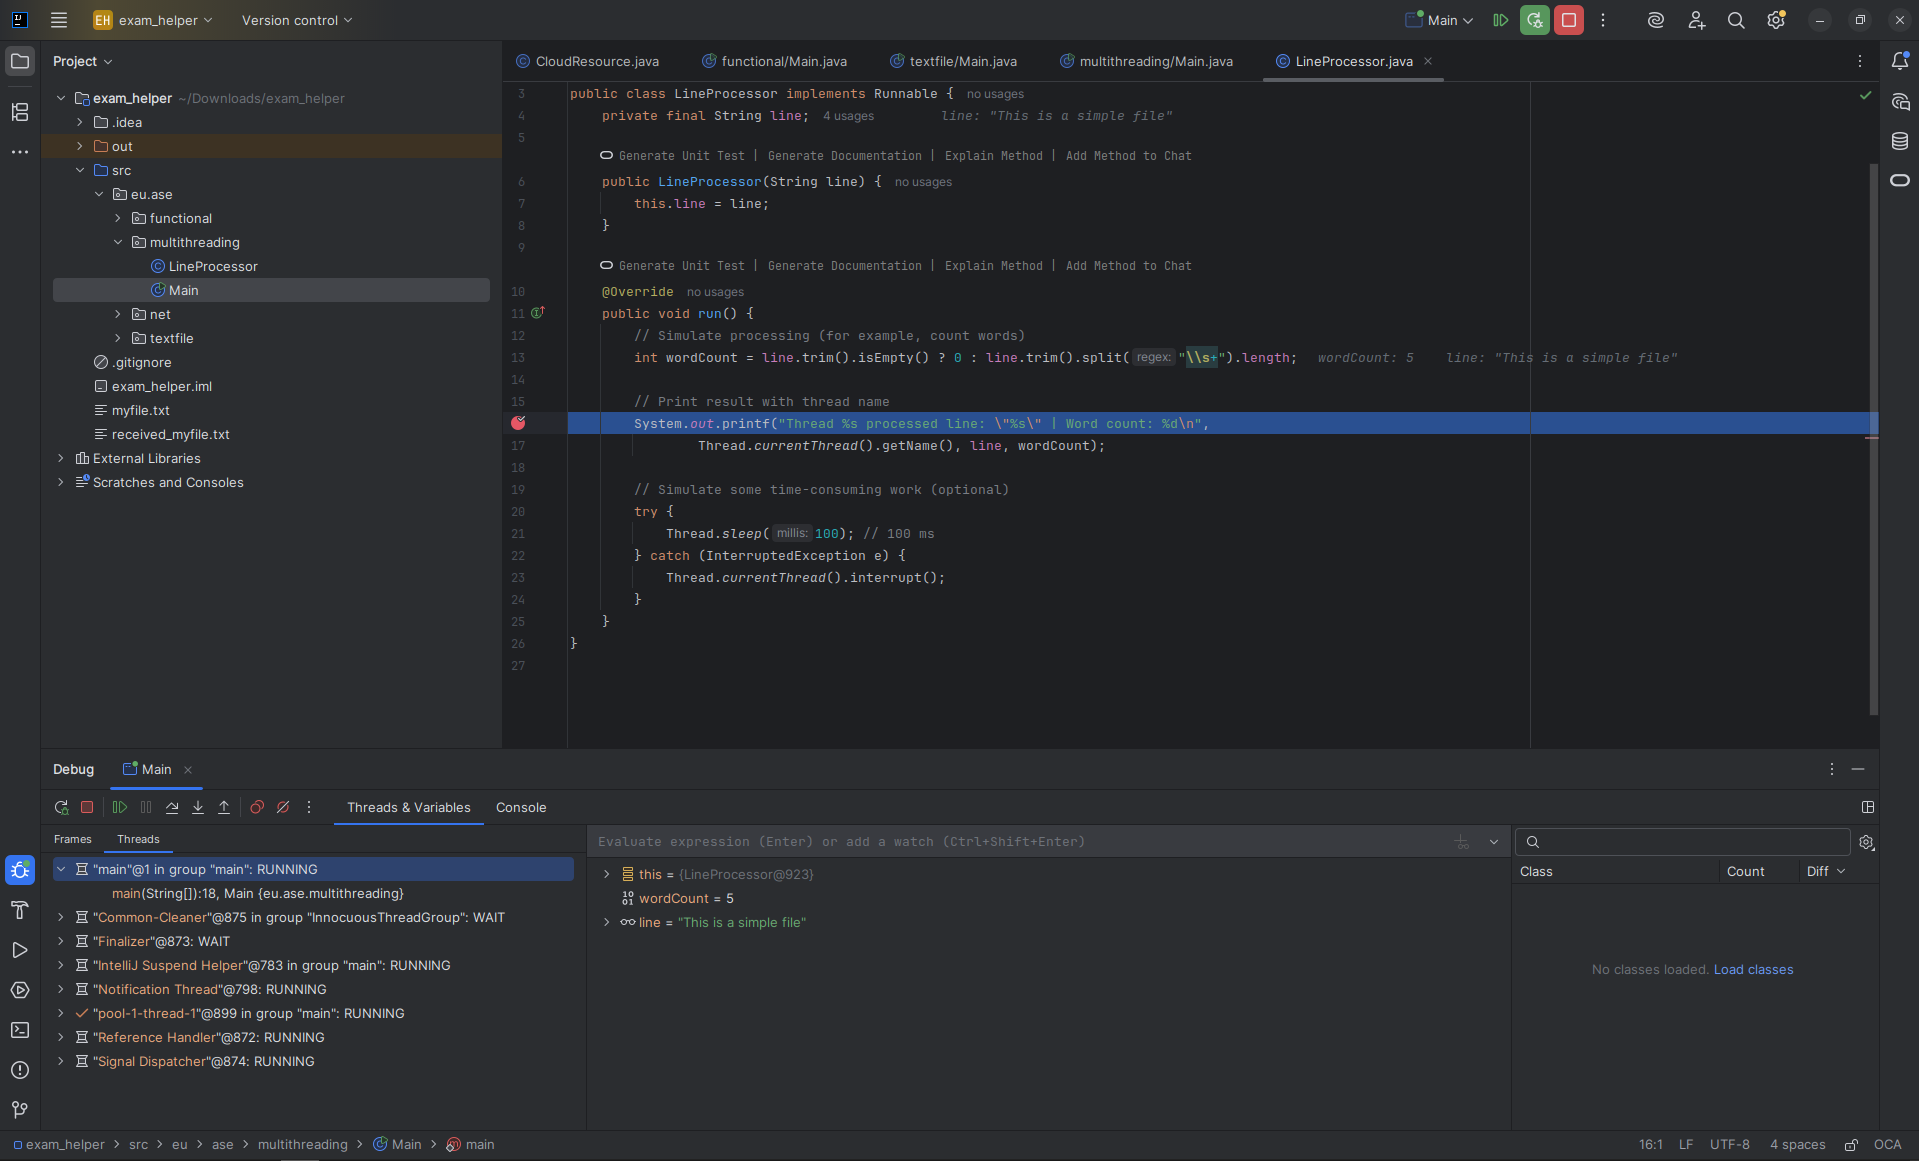 EH exam_helper Version control Main
Project
CloudResource.java functional/Main.java textfile/Main.java multithreading/Main.java LineProcessor.java
exam_helper ~/Downloads/exam_helper
.idea
out
src
eu.ase
functional
multithreading
LineProcessor
Main
net
textfile
.gitignore
exam_helper.iml
myfile.txt
received_myfile.txt
External Libraries
Scratches and Consoles
3 public class LineProcessor implements Runnable { no usages
4 private final String line; 4 usages line: "This is a simple file"
5
Generate Unit Test | Generate Documentation | Explain Method | Add Method to Chat
6 public LineProcessor(String line) { no usages
7 this.line = line;
8 }
9
Generate Unit Test | Generate Documentation | Explain Method | Add Method to Chat
10 @Override no usages
11 public void run() {
12 // Simulate processing (for example, count words)
13 int wordCount = line.trim().isEmpty() ? 0 : line.trim().split( regex: "\\s+").length; wordCount: 5 line: "This is a simple file"
14
15 // Print result with thread name
System.out.printf("Thread %s processed line: \"%s\" | Word count: %d\n",
17 Thread.currentThread().getName(), line, wordCount);
18
19 // Simulate some time-consuming work (optional)
20 try {
21 Thread.sleep( millis: 100); // 100 ms
22 } catch (InterruptedException e) {
23 Thread.currentThread().interrupt();
24 }
25 }
26 }
27
Debug Main
Threads & Variables Console
Frames Threads
"main"@1 in group "main": RUNNING
main(String[]):18, Main {eu.ase.multithreading}
"Common-Cleaner"@875 in group "InnocuousThreadGroup": WAIT
"Finalizer"@873: WAIT
"IntelliJ Suspend Helper"@783 in group "main": RUNNING
"Notification Thread"@798: RUNNING
"pool-1-thread-1"@899 in group "main": RUNNING
"Reference Handler"@872: RUNNING
"Signal Dispatcher"@874: RUNNING
Evaluate expression (Enter) or add a watch (Ctrl+Shift+Enter)
this = {LineProcessor@923}
wordCount = 5
line = "This is a simple file"
Class Count Diff
No classes loaded. Load classes
exam_helper > src > eu > ase > multithreading > Main > main
16:1 LF UTF-8 4 spaces OCA